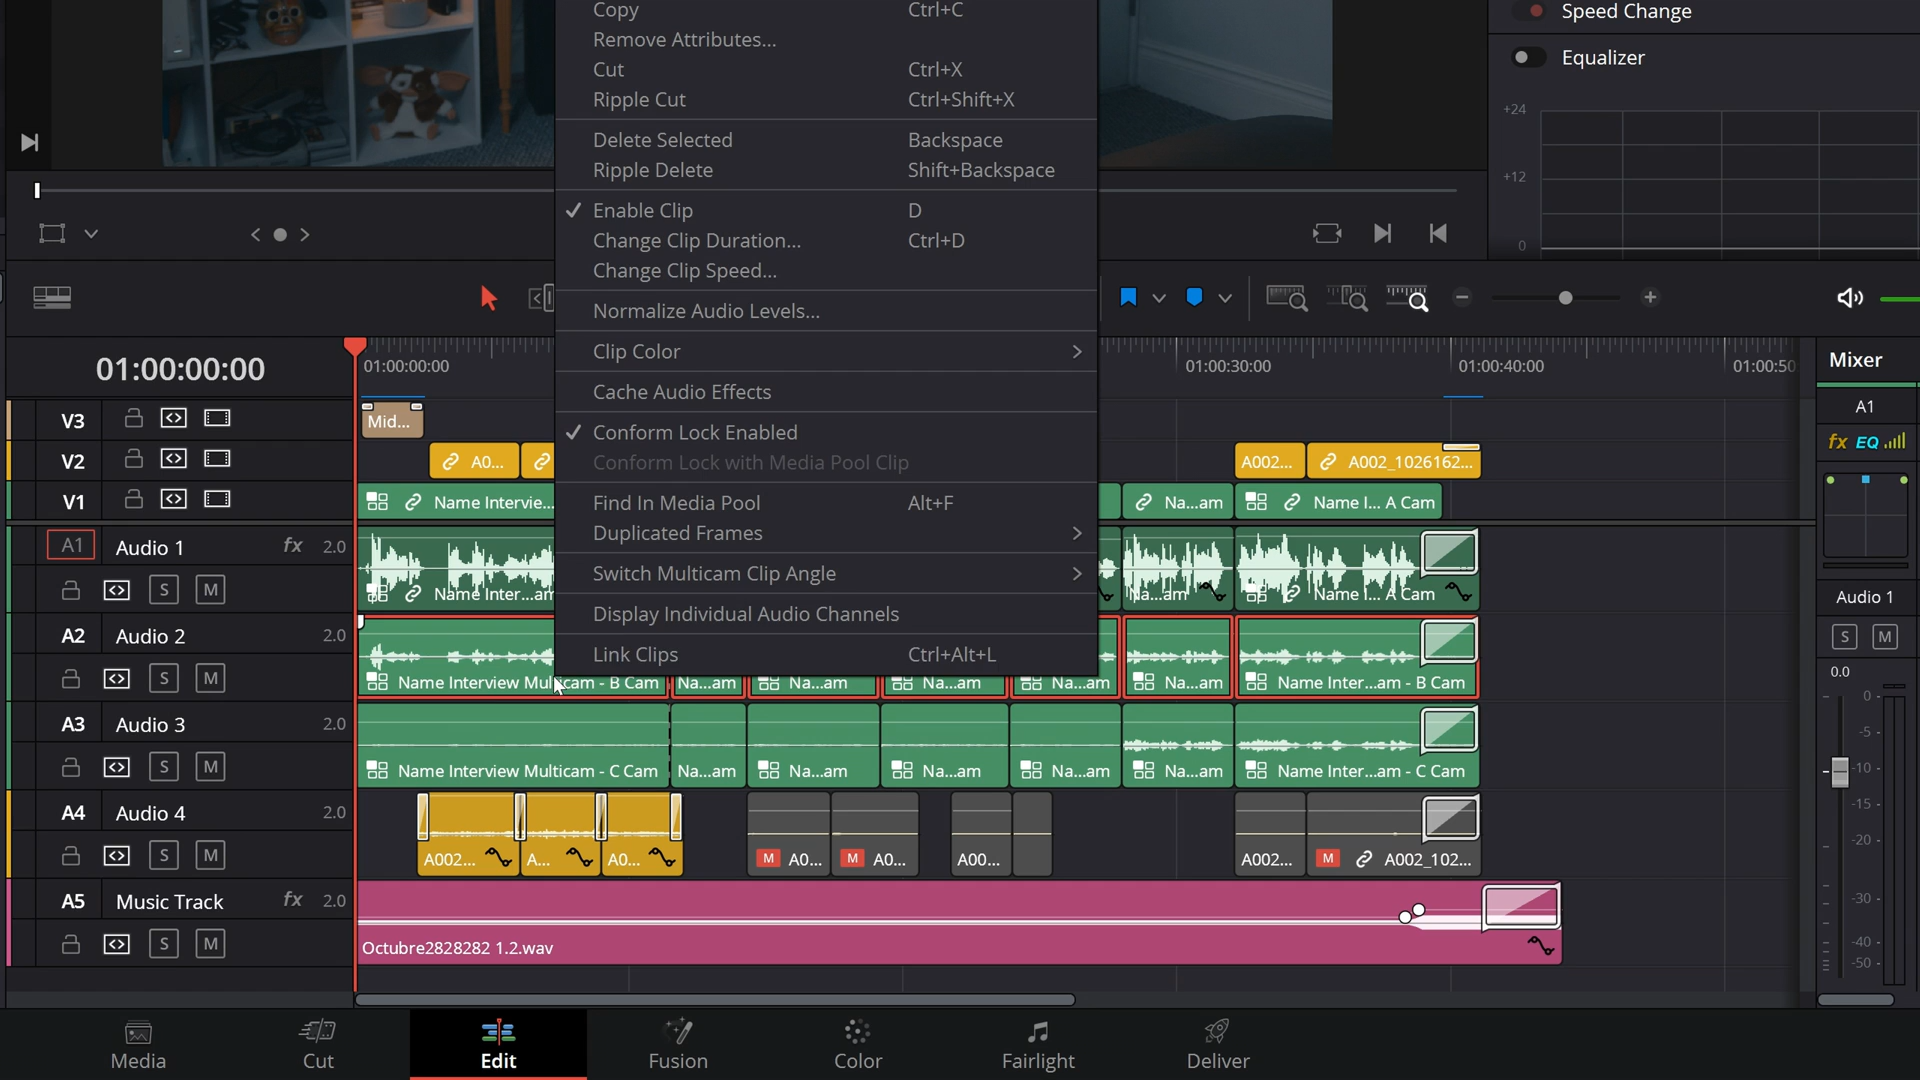 Copy Ctrl+C
Remove Attributes...
Cut Ctrl+X
Ripple Cut Ctrl+Shift+X
Delete Selected Backspace
Ripple Delete Shift+Backspace
Enable Clip D
Change Clip Duration... Ctrl+D
Change Clip Speed...
Normalize Audio Levels...
Clip Color
Cache Audio Effects
Conform Lock Enabled
Conform Lock with Media Pool Clip
Find In Media Pool Alt+F
Duplicated Frames
Switch Multicam Clip Angle
Display Individual Audio Channels
Link Clips Ctrl+Alt+L
Speed Change
Equalizer
+24
+12
0
01:00:00:00
01:00:00:00 01:00:30:00 01:00:40:00 01:00:50
V3 Mid...
V2 A0... A002... A002_1026162...
V1 Name Intervie... Na...am Name I... A Cam
A1 Audio 1 fx 2.0
S M
Name Inter...am Na...am Name I... A Cam
A2 Audio 2 2.0
S M
Name Interview Multicam - B Cam Na...am Na...am Na...am Na...am Na...am Name Inter...am - B Cam
A3 Audio 3 2.0
S M
Name Interview Multicam - C Cam Na...am Na...am Na...am Na...am Na...am Name Inter...am - C Cam
A4 Audio 4 2.0
S M
A002... A... A0... M A0... M A0... A00... A002... M A002_102...
A5 Music Track fx 2.0
S M
Octubre2828282 1.2.wav
Mixer
A1
fx EQ
Audio 1
S M
0.0
0
-5
-10
-15
-20
-30
-40
-50
Media Cut Edit Fusion Color Fairlight Deliver